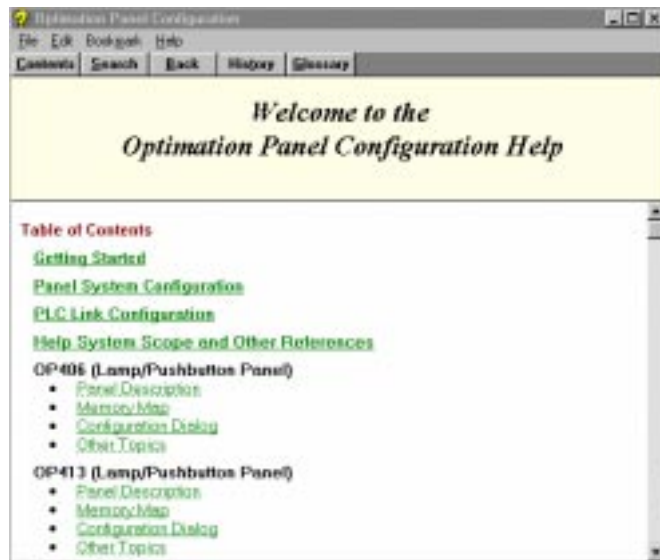 Optimation Panel Configuration
File Edit Bookmark Help
Contents Search Back History Glossary
Welcome to the
Optimation Panel Configuration Help
Table of Contents
Getting Started
Panel System Configuration
PLC Link Configuration
Help System Scope and Other References
OP406 (Lamp/Pushbutton Panel)
• Panel Description
• Memory Map
• Configuration Dialog
• Other Topics
OP413 (Lamp/Pushbutton Panel)
• Panel Description
• Memory Map
• Configuration Dialog
• Other Topics